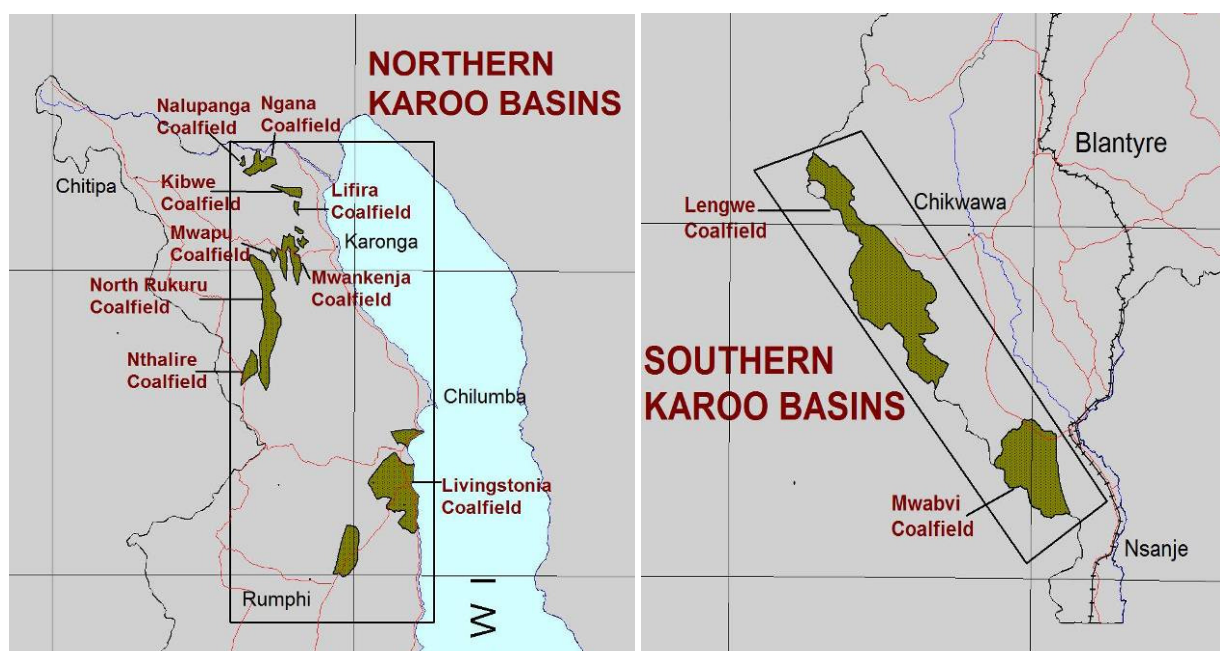 NORTHERN
KAROO BASINS
Nalupanga
Coalfield
Ngana
Coalfield
Chitipa
Kibwe
Coalfield
Lifira
Coalfield
Mwapu
Coalfield
Karonga
Mwankenja
Coalfield
North Rukuru
Coalfield
Nthalire
Coalfield
Chilumba
Livingstonia
Coalfield
Rumphi
W I
Blantyre
Lengwe
Coalfield
Chikwawa
SOUTHERN
KAROO BASINS
Mwabvi
Coalfield
Nsanje